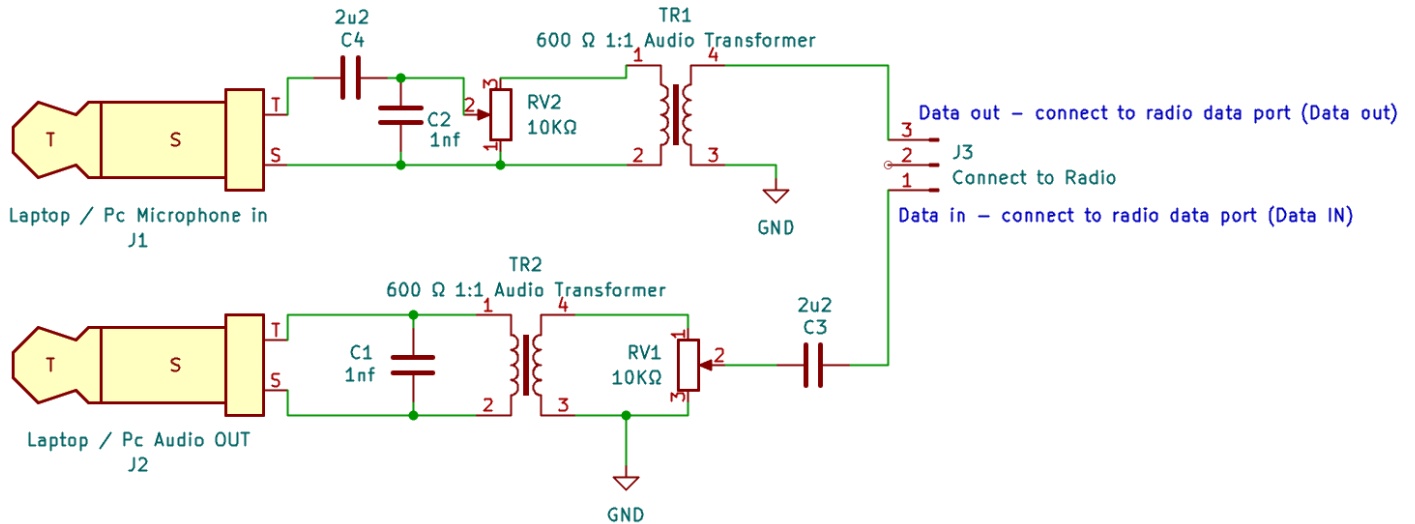 2u2
C4
TR1
600 Ω 1:1 Audio Transformer
T
S
T
S
C2
1nf
2
3
1
RV2
10KΩ
1
2
4
3
GND
Laptop / Pc Microphone in
J1
Data out – connect to radio data port (Data out)
3
2
1
J3
Connect to Radio
Data in – connect to radio data port (Data IN)
TR2
600 Ω 1:1 Audio Transformer
T
S
T
S
C1
1nf
1
2
4
3
RV1
10KΩ
1
2
3
2u2
C3
GND
Laptop / Pc Audio OUT
J2